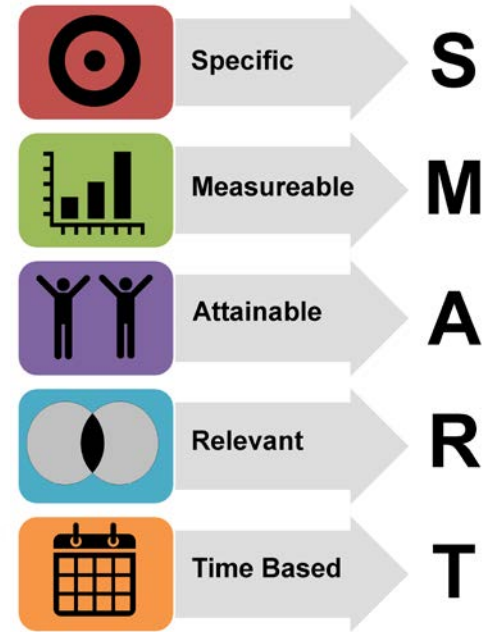 Specific S
Measureable M
Attainable A
Relevant R
Time Based T